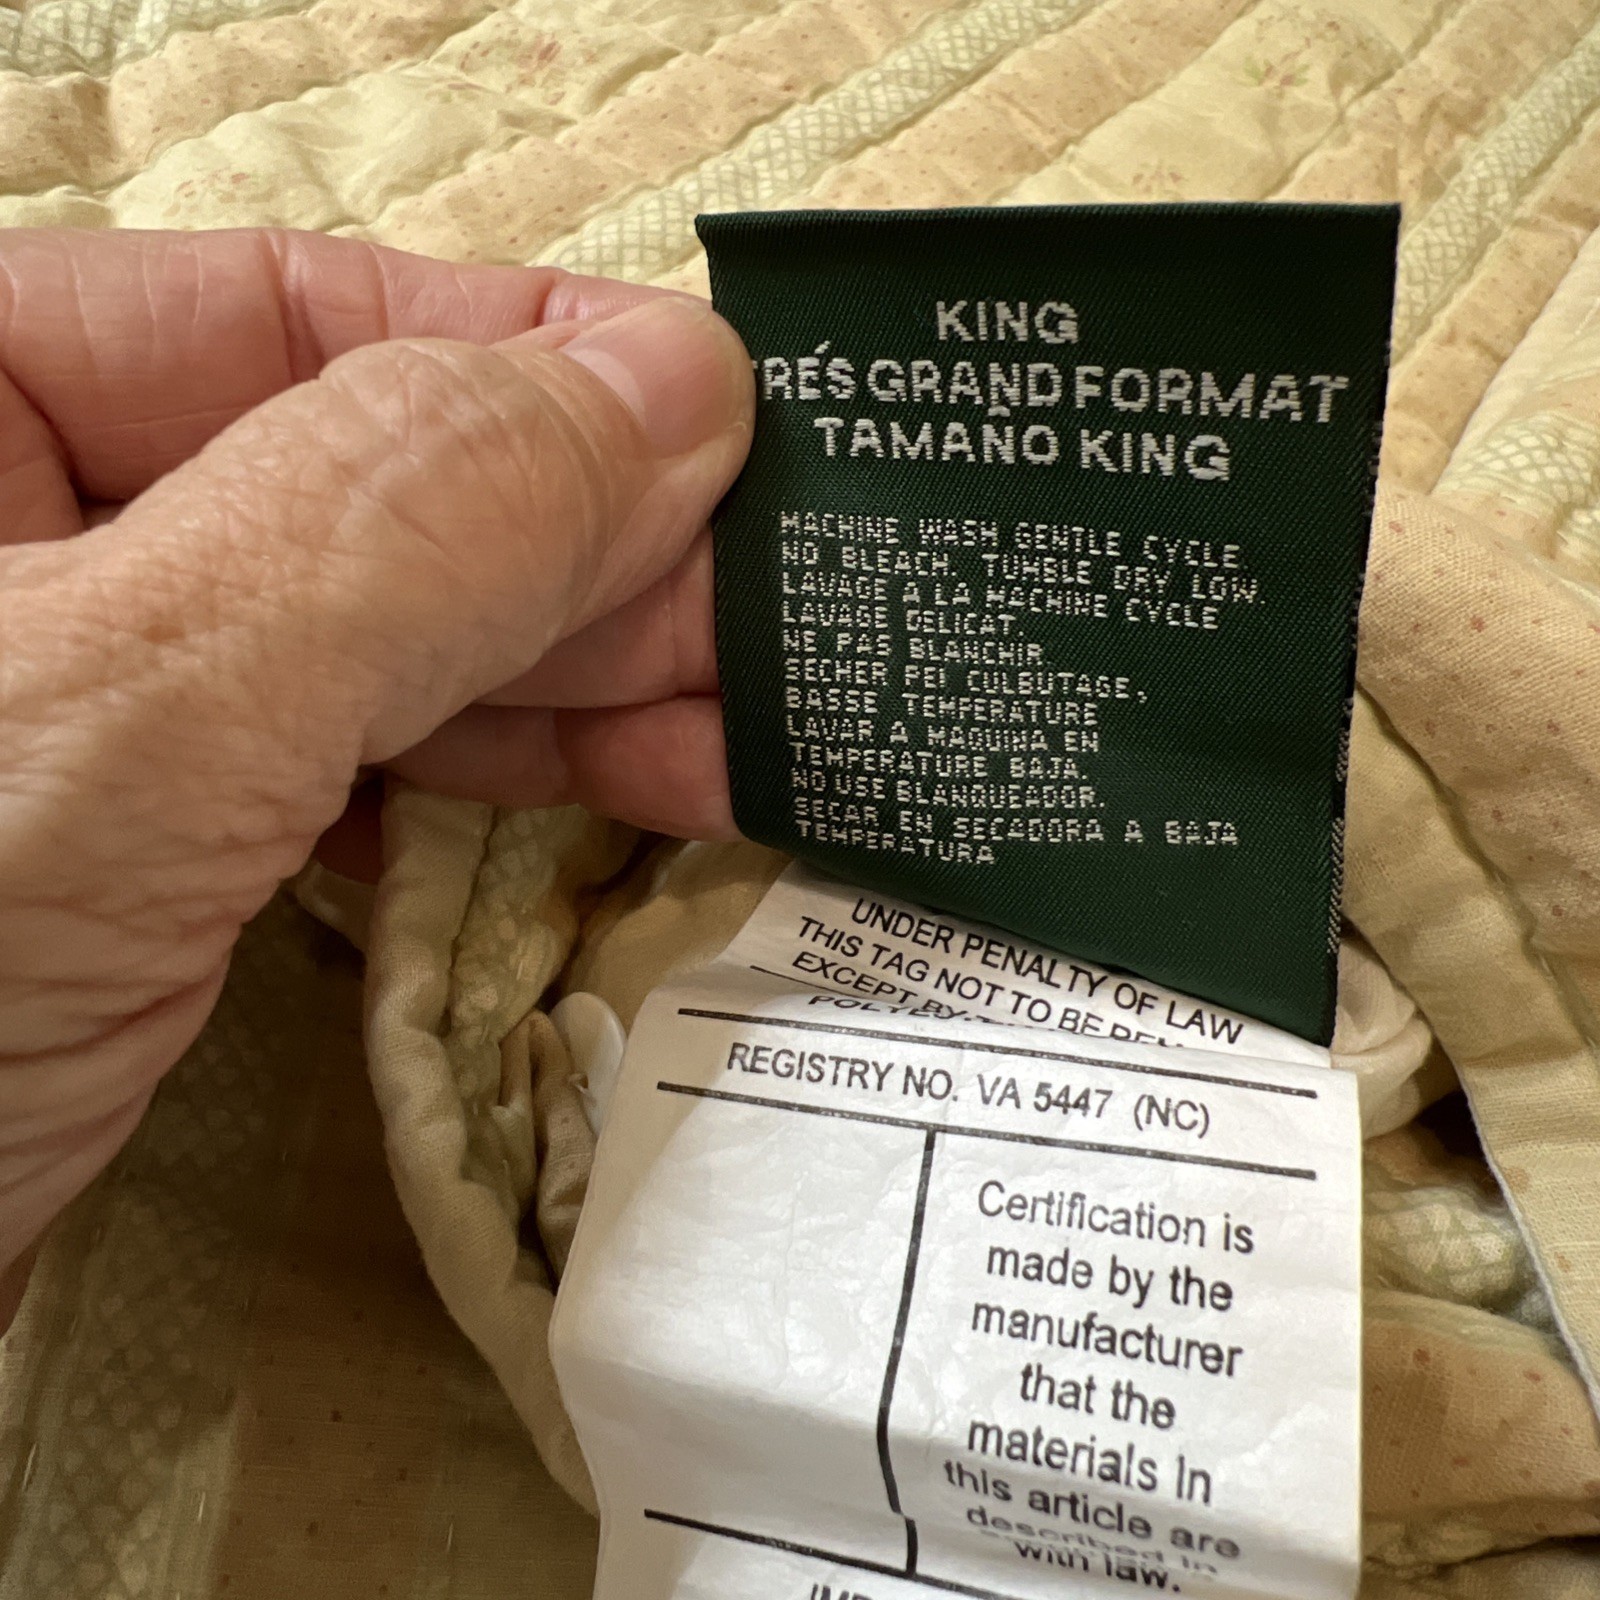 KING
TRÉS GRAND FORMAT
TAMAÑO KING
MACHINE WASH GENTLE CYCLE
NO BLEACH. TUMBLE DRY LOW.
LAVAGE A LA MACHINE CYCLE
LAVAGE DELICAT.
NE PAS BLANCHIR
SECHER PEI CULBUTAGE,
BASSE TEMPERATURE
LAVAR A MAQUINA EN
TEMPERATURE BAJA.
NO USE BLANQUEADOR.
SECAR EN SECADORA A BAJA
TEMPERATURA
UNDER PENALTY OF LAW
THIS TAG NOT TO BE
EXCEPT BY
REGISTRY NO. VA 5447 (NC)
Certification is
made by the
manufacturer
that the
materials in
this article are
described in
with law.